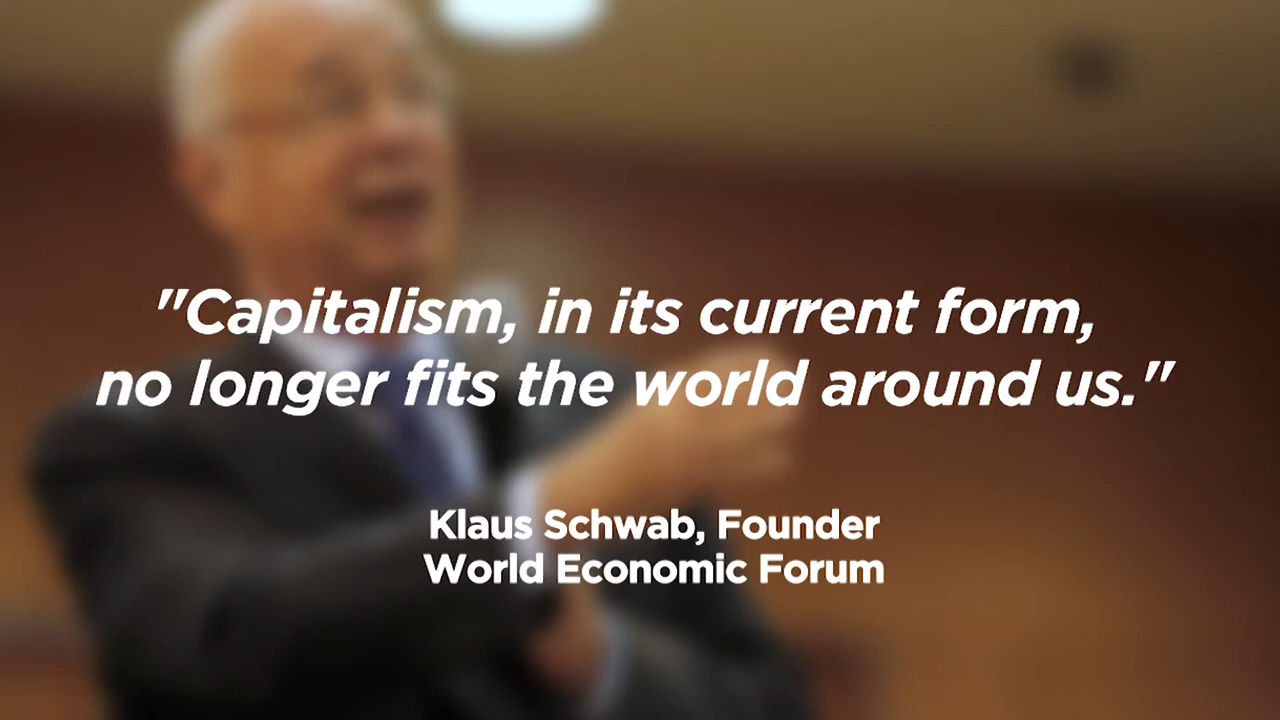 "Capitalism, in its current form,
no longer fits the world around us."
Klaus Schwab, Founder
World Economic Forum